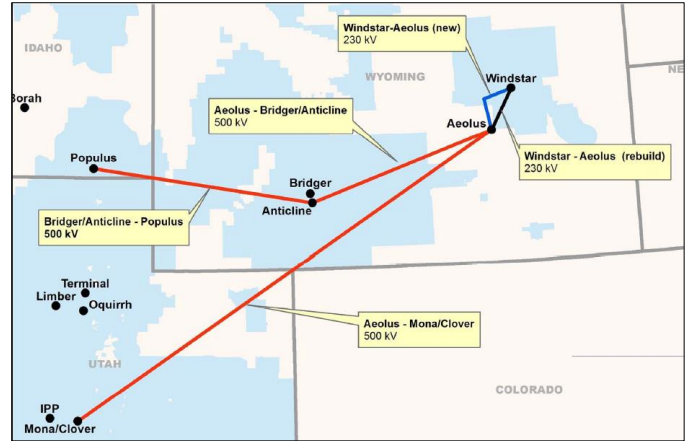 Windstar-Aeolus (new)
230 kV
IDAHO
WYOMING
NE
Windstar
Borah
Aeolus - Bridger/Anticline
500 kV
Aeolus
Windstar - Aeolus (rebuild)
230 kV
Populus
Bridger
Anticline
Bridger/Anticline - Populus
500 kV
Terminal
Limber
Oquirrh
Aeolus - Mona/Clover
500 kV
UTAH
COLORADO
IPP
Mona/Clover